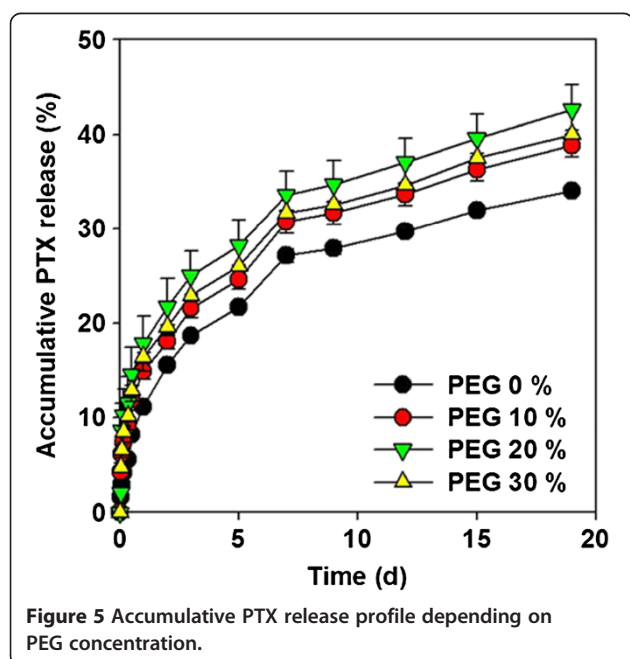 50
40
30
20
10
0
Accumulative PTX release (%)
PEG 0 %
PEG 10 %
PEG 20 %
PEG 30 %
0 5 10 15 20
Time (d)
Figure 5 Accumulative PTX release profile depending on
PEG concentration.